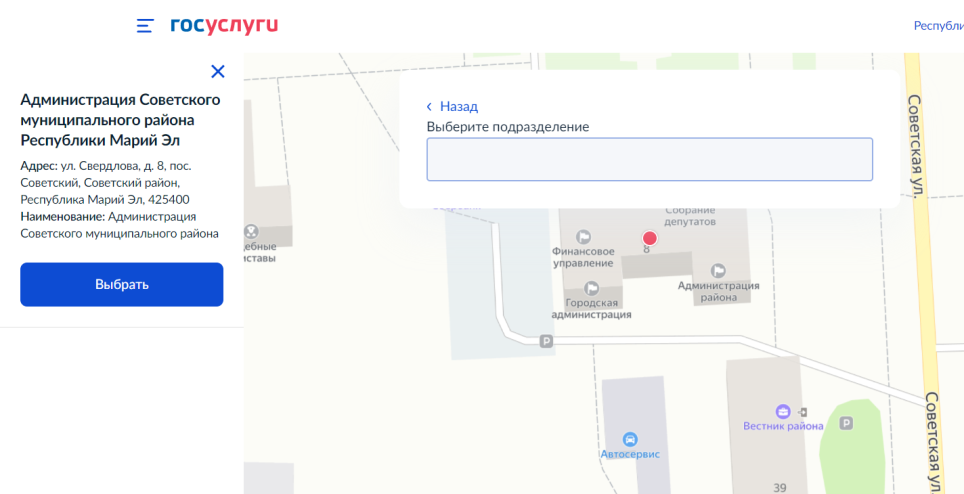 госуслуги
Республи
Администрация Советского
муниципального района
Республики Марий Эл
Адрес: ул. Свердлова, д. 8, пос.
Советский, Советский район,
Республика Марий Эл, 425400
Наименование: Администрация
Советского муниципального района
Выбрать
Назад
Выберите подразделение
Собрание
депутатов
8
Финансовое
управление
Администрация
района
Городская
администрация
ебные
иставы
P
Советская ул.
Вестник района
P
Автосервис
39
Советская ул.